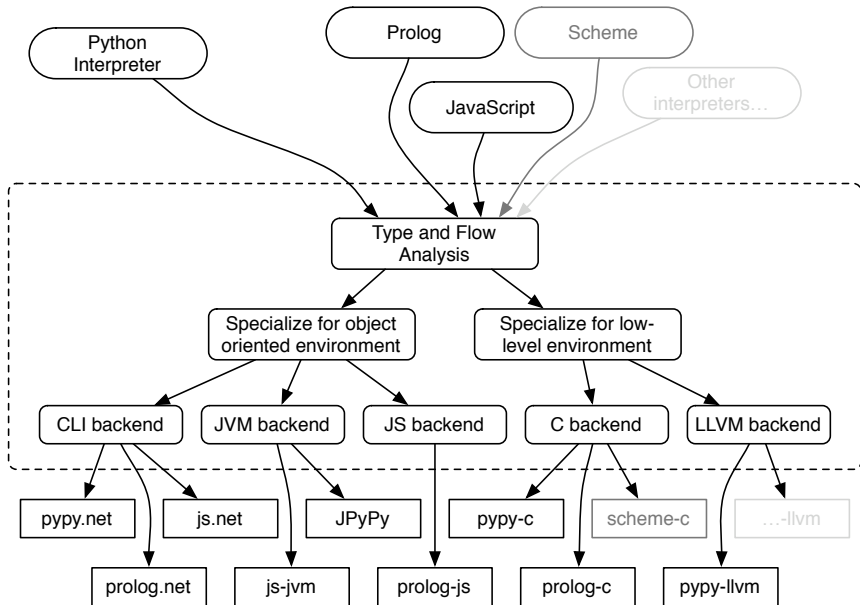 Python
Interpreter
Prolog
Scheme
JavaScript
Other
interpreters…
Type and Flow
Analysis
Specialize for object
oriented environment
Specialize for low-
level environment
CLI backend
JVM backend
JS backend
C backend
LLVM backend
pypy.net
js.net
JPyPy
pypy-c
scheme-c
…-llvm
prolog.net
js-jvm
prolog-js
prolog-c
pypy-llvm